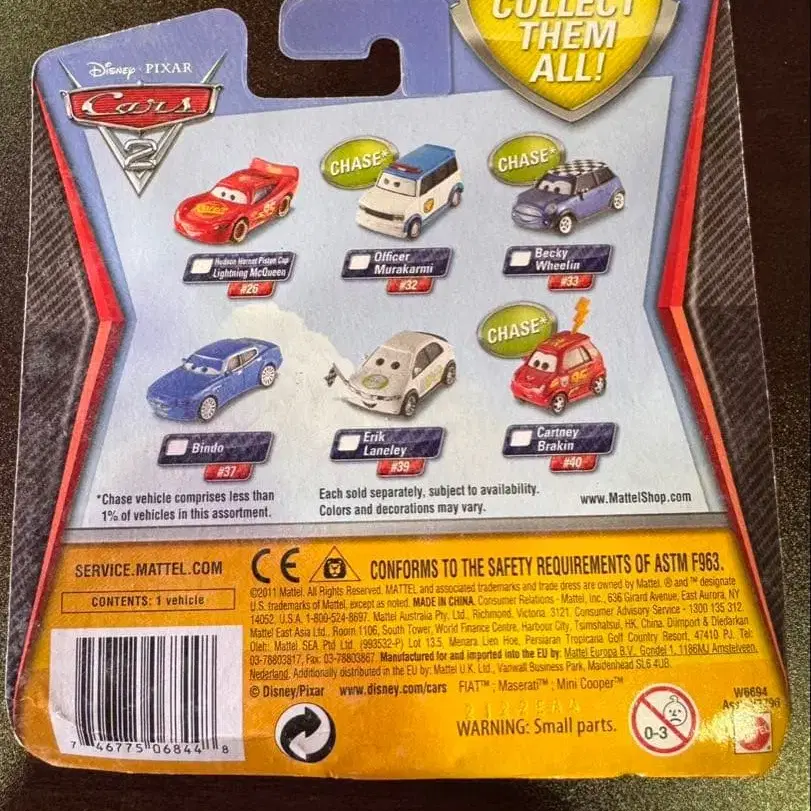 COLLECT
THEM
ALL!
Disney · PIXAR
Cars
2
CHASE*
CHASE*
Hudson Hornet Piston Cup
Lightning McQueen
#26
Officer
Murakarmi
#32
Becky
Wheelin
#33
CHASE*
Bindo
#37
Erik
Laneley
#39
Cartney
Brakin
#40
*Chase vehicle comprises less than
1% of vehicles in this assortment.
Each sold separately, subject to availability.
Colors and decorations may vary.
www.MattelShop.com
SERVICE.MATTEL.COM
CONTENTS: 1 vehicle
CE
CONFORMS TO THE SAFETY REQUIREMENTS OF ASTM F963.
©2011 Mattel. All Rights Reserved. MATTEL and associated trademarks and trade dress are owned by Mattel. ® and ™ designate
U.S. trademarks of Mattel, except as noted. MADE IN CHINA. Consumer Relations - Mattel, Inc., 636 Girard Avenue, East Aurora, NY
14052, U.S.A. 1-800-524-8697. Mattel Australia Pty. Ltd., Richmond, Victoria. 3121. Consumer Advisory Service - 1300 135 312.
Mattel East Asia Ltd., Room 1106, South Tower, World Finance Centre, Harbour City, Tsimshatsui, HK, China. Diimport & Diedarkan
Oleh: Mattel SEA Ptd Ltd. (993532-P) Lot 13.5, Menara Lien Hoe, Persiaran Tropicana Golf Country Resort, 47410 PJ. Tel:
03-78803817, Fax: 03-78803867. Manufactured for and imported into the EU by: Mattel Europa B.V., Gondel 1, 1186MJ Amstelveen,
Nederland. Additionally distributed in the EU by: Mattel U.K. Ltd., Vanwall Business Park, Maidenhead SL6 4UB.
© Disney/Pixar www.disney.com/cars FIAT™; Maserati™; Mini Cooper™
WARNING: Small parts.
0-3
W6694
MATTEL
7 46775 06844 8